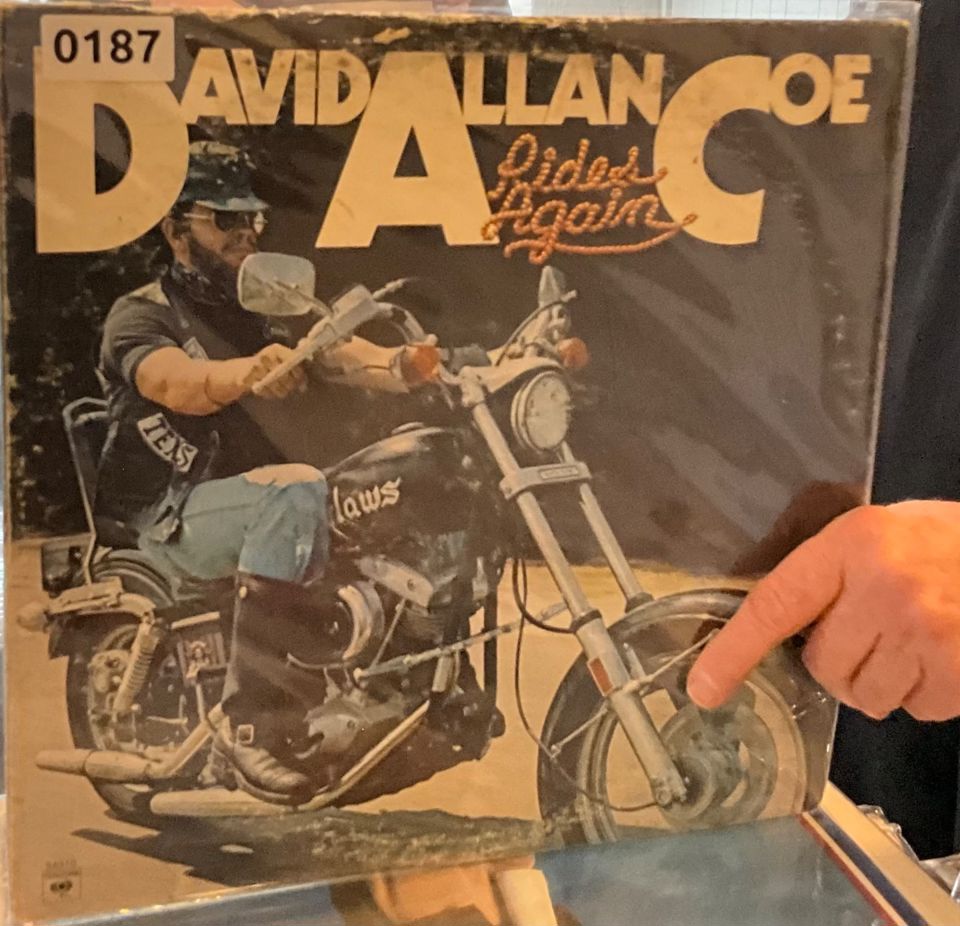 0187
DAVID ALLAN COE
Rides
Again
TEXAS
laws